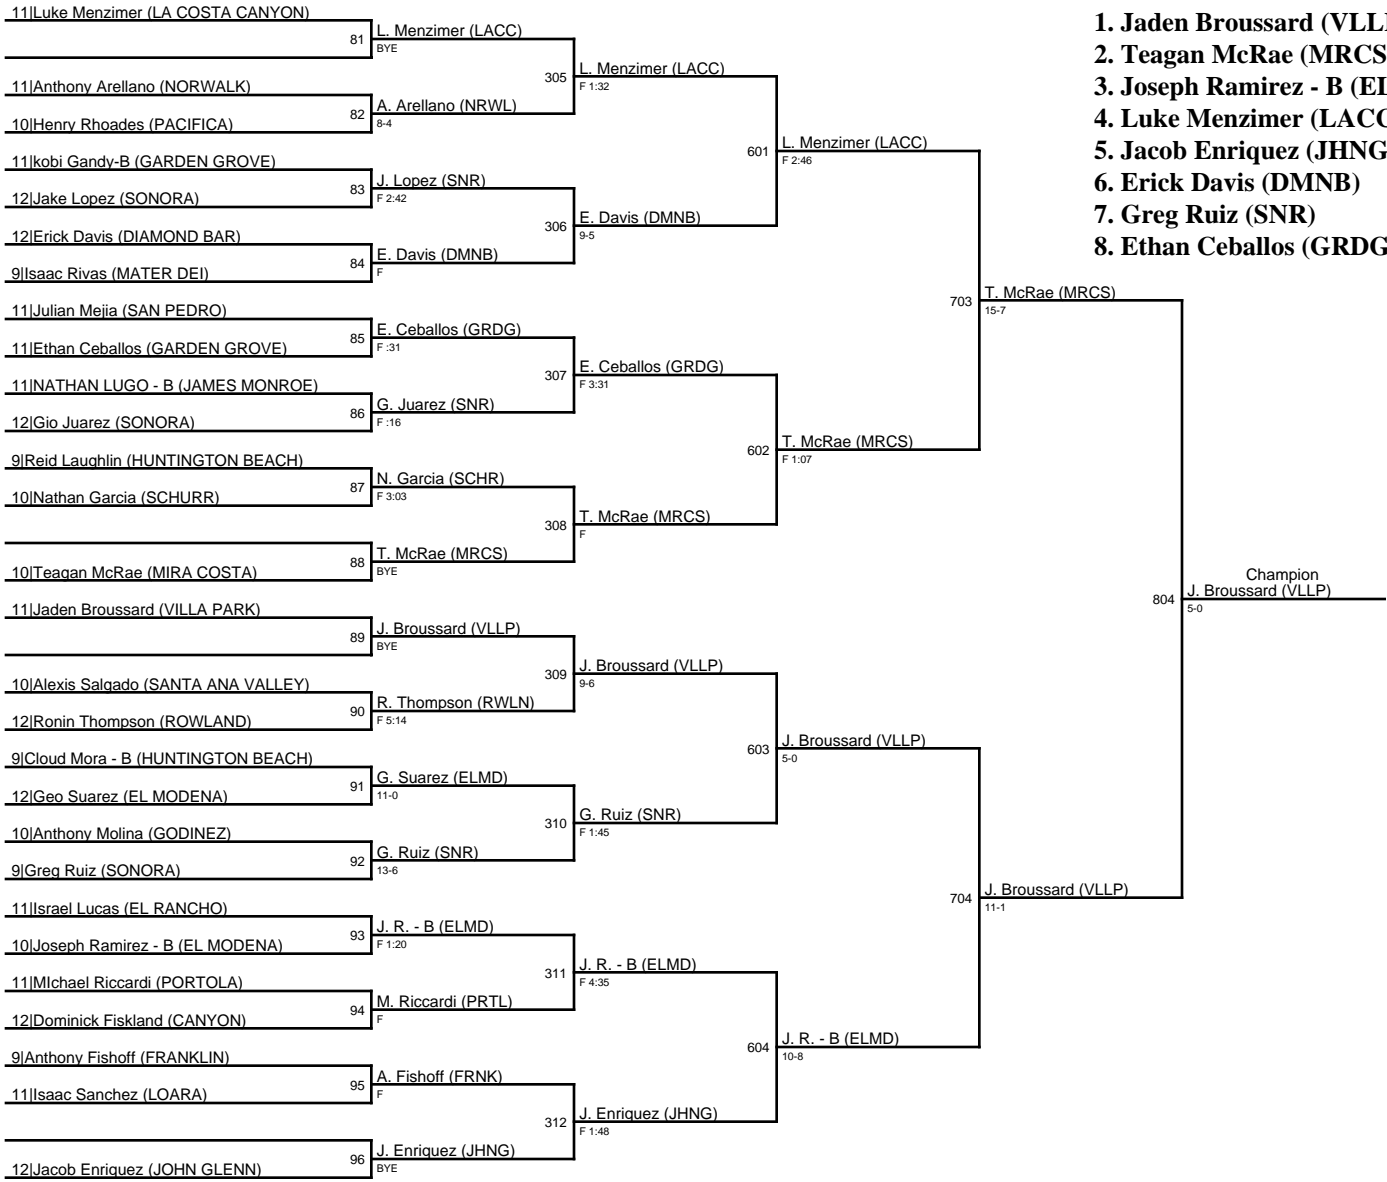 11|Luke Menzimer (LA COSTA CANYON)
81
L. Menzimer (LACC)
BYE
11|Anthony Arellano (NORWALK)
10|Henry Rhoades (PACIFICA)
82
A. Arellano (NRWL)
8-4
11|kobi Gandy-B (GARDEN GROVE)
12|Jake Lopez (SONORA)
83
J. Lopez (SNR)
F 2:42
12|Erick Davis (DIAMOND BAR)
9|Isaac Rivas (MATER DEI)
84
E. Davis (DMNB)
F
11|Julian Mejia (SAN PEDRO)
11|Ethan Ceballos (GARDEN GROVE)
85
E. Ceballos (GRDG)
F :31
11|NATHAN LUGO - B (JAMES MONROE)
12|Gio Juarez (SONORA)
86
G. Juarez (SNR)
F :16
9|Reid Laughlin (HUNTINGTON BEACH)
10|Nathan Garcia (SCHURR)
87
N. Garcia (SCHR)
F 3:03
10|Teagan McRae (MIRA COSTA)
88
T. McRae (MRCS)
BYE
11|Jaden Broussard (VILLA PARK)
89
J. Broussard (VLLP)
BYE
10|Alexis Salgado (SANTA ANA VALLEY)
12|Ronin Thompson (ROWLAND)
90
R. Thompson (RWLN)
F 5:14
9|Cloud Mora - B (HUNTINGTON BEACH)
12|Geo Suarez (EL MODENA)
91
G. Suarez (ELMD)
11-0
10|Anthony Molina (GODINEZ)
9|Greg Ruiz (SONORA)
92
G. Ruiz (SNR)
13-6
11|Israel Lucas (EL RANCHO)
10|Joseph Ramirez - B (EL MODENA)
93
J. R. - B (ELMD)
F 1:20
11|MIchael Riccardi (PORTOLA)
12|Dominick Fiskland (CANYON)
94
M. Riccardi (PRTL)
F
9|Anthony Fishoff (FRANKLIN)
11|Isaac Sanchez (LOARA)
95
A. Fishoff (FRNK)
F
12|Jacob Enriquez (JOHN GLENN)
96
J. Enriquez (JHNG)
BYE
305
L. Menzimer (LACC)
F 1:32
306
E. Davis (DMNB)
9-5
307
E. Ceballos (GRDG)
F 3:31
308
T. McRae (MRCS)
F
309
J. Broussard (VLLP)
9-6
310
G. Ruiz (SNR)
F 1:45
311
J. R. - B (ELMD)
F 4:35
312
J. Enriquez (JHNG)
F 1:48
601
L. Menzimer (LACC)
F 2:46
602
T. McRae (MRCS)
F 1:07
603
J. Broussard (VLLP)
5-0
604
J. R. - B (ELMD)
10-8
703
T. McRae (MRCS)
15-7
704
J. Broussard (VLLP)
11-1
804
Champion
J. Broussard (VLLP)
5-0
1. Jaden Broussard (VLL
2. Teagan McRae (MRCS
3. Joseph Ramirez - B (EL
4. Luke Menzimer (LACC
5. Jacob Enriquez (JHNG
6. Erick Davis (DMNB)
7. Greg Ruiz (SNR)
8. Ethan Ceballos (GRDG